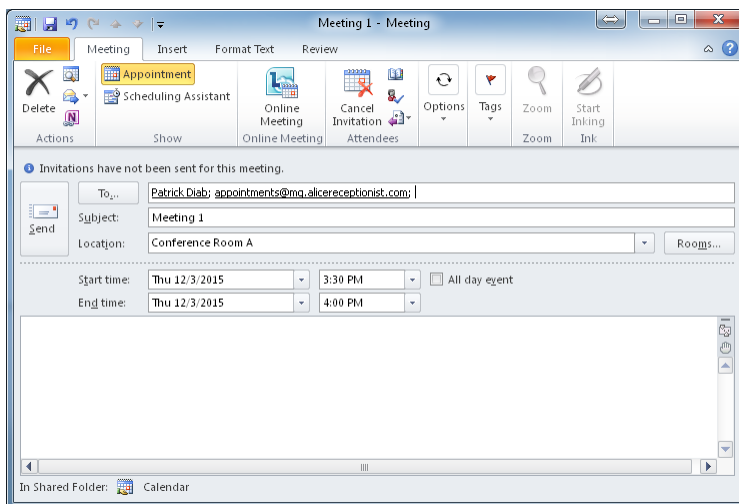 Meeting 1 - Meeting
File Meeting Insert Format Text Review
Delete
Actions
Appointment
Scheduling Assistant
Show
Online
Meeting
Online Meeting
Cancel
Invitation
Attendees
Options
Tags
Zoom
Zoom
Start
Inking
Ink
Invitations have not been sent for this meeting.
Send
To... Patrick Diab; appointments@mg.alicereceptionist.com;
Subject: Meeting 1
Location: Conference Room A Rooms...
Start time: Thu 12/3/2015 3:30 PM All day event
End time: Thu 12/3/2015 4:00 PM
In Shared Folder: Calendar